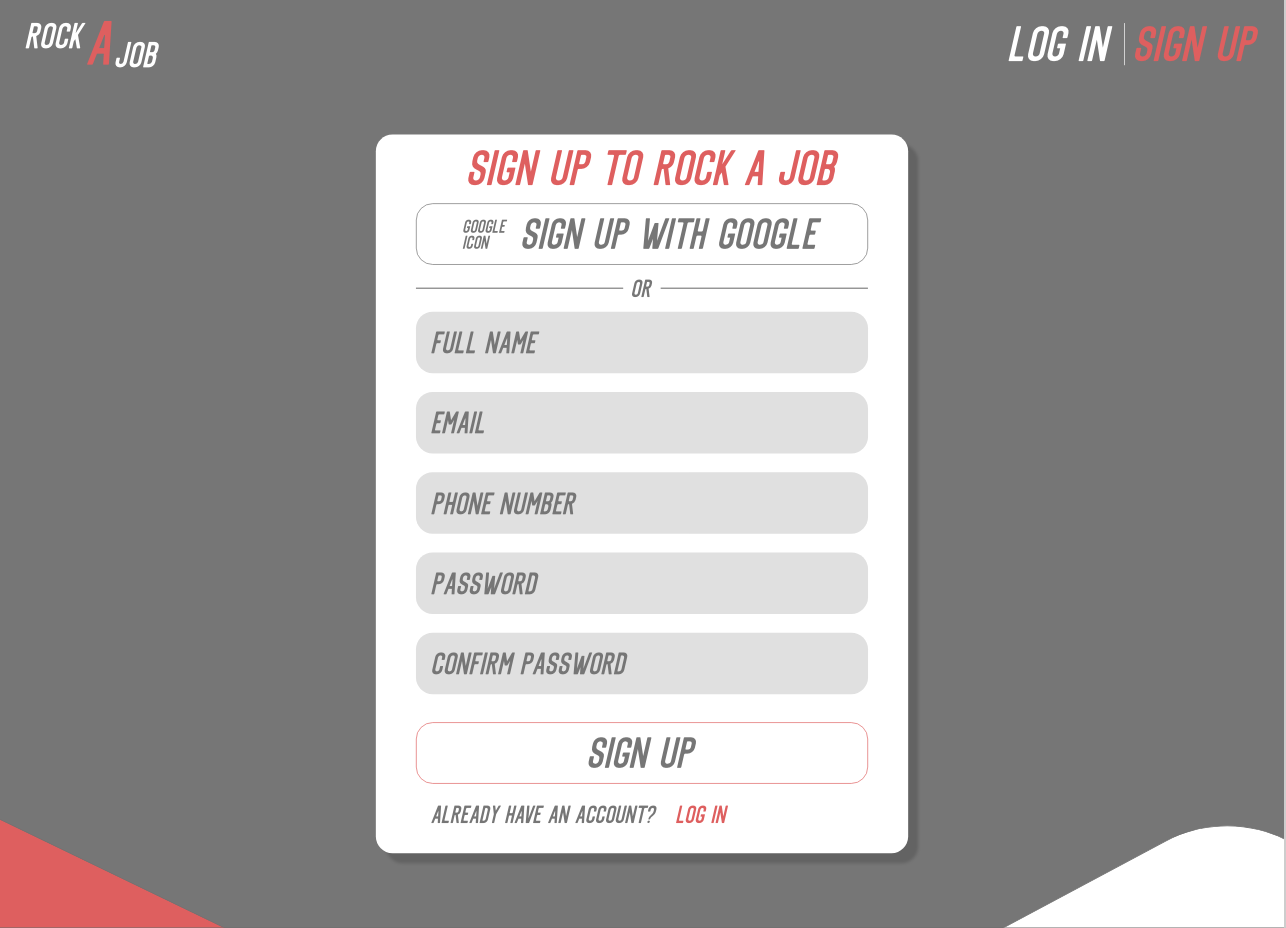 ROCK A JOB
LOG IN SIGN UP
SIGN UP TO ROCK A JOB
GOOGLE
ICON
SIGN UP WITH GOOGLE
OR
FULL NAME
EMAIL
PHONE NUMBER
PASSWORD
CONFIRM PASSWORD
SIGN UP
ALREADY HAVE AN ACCOUNT? LOG IN